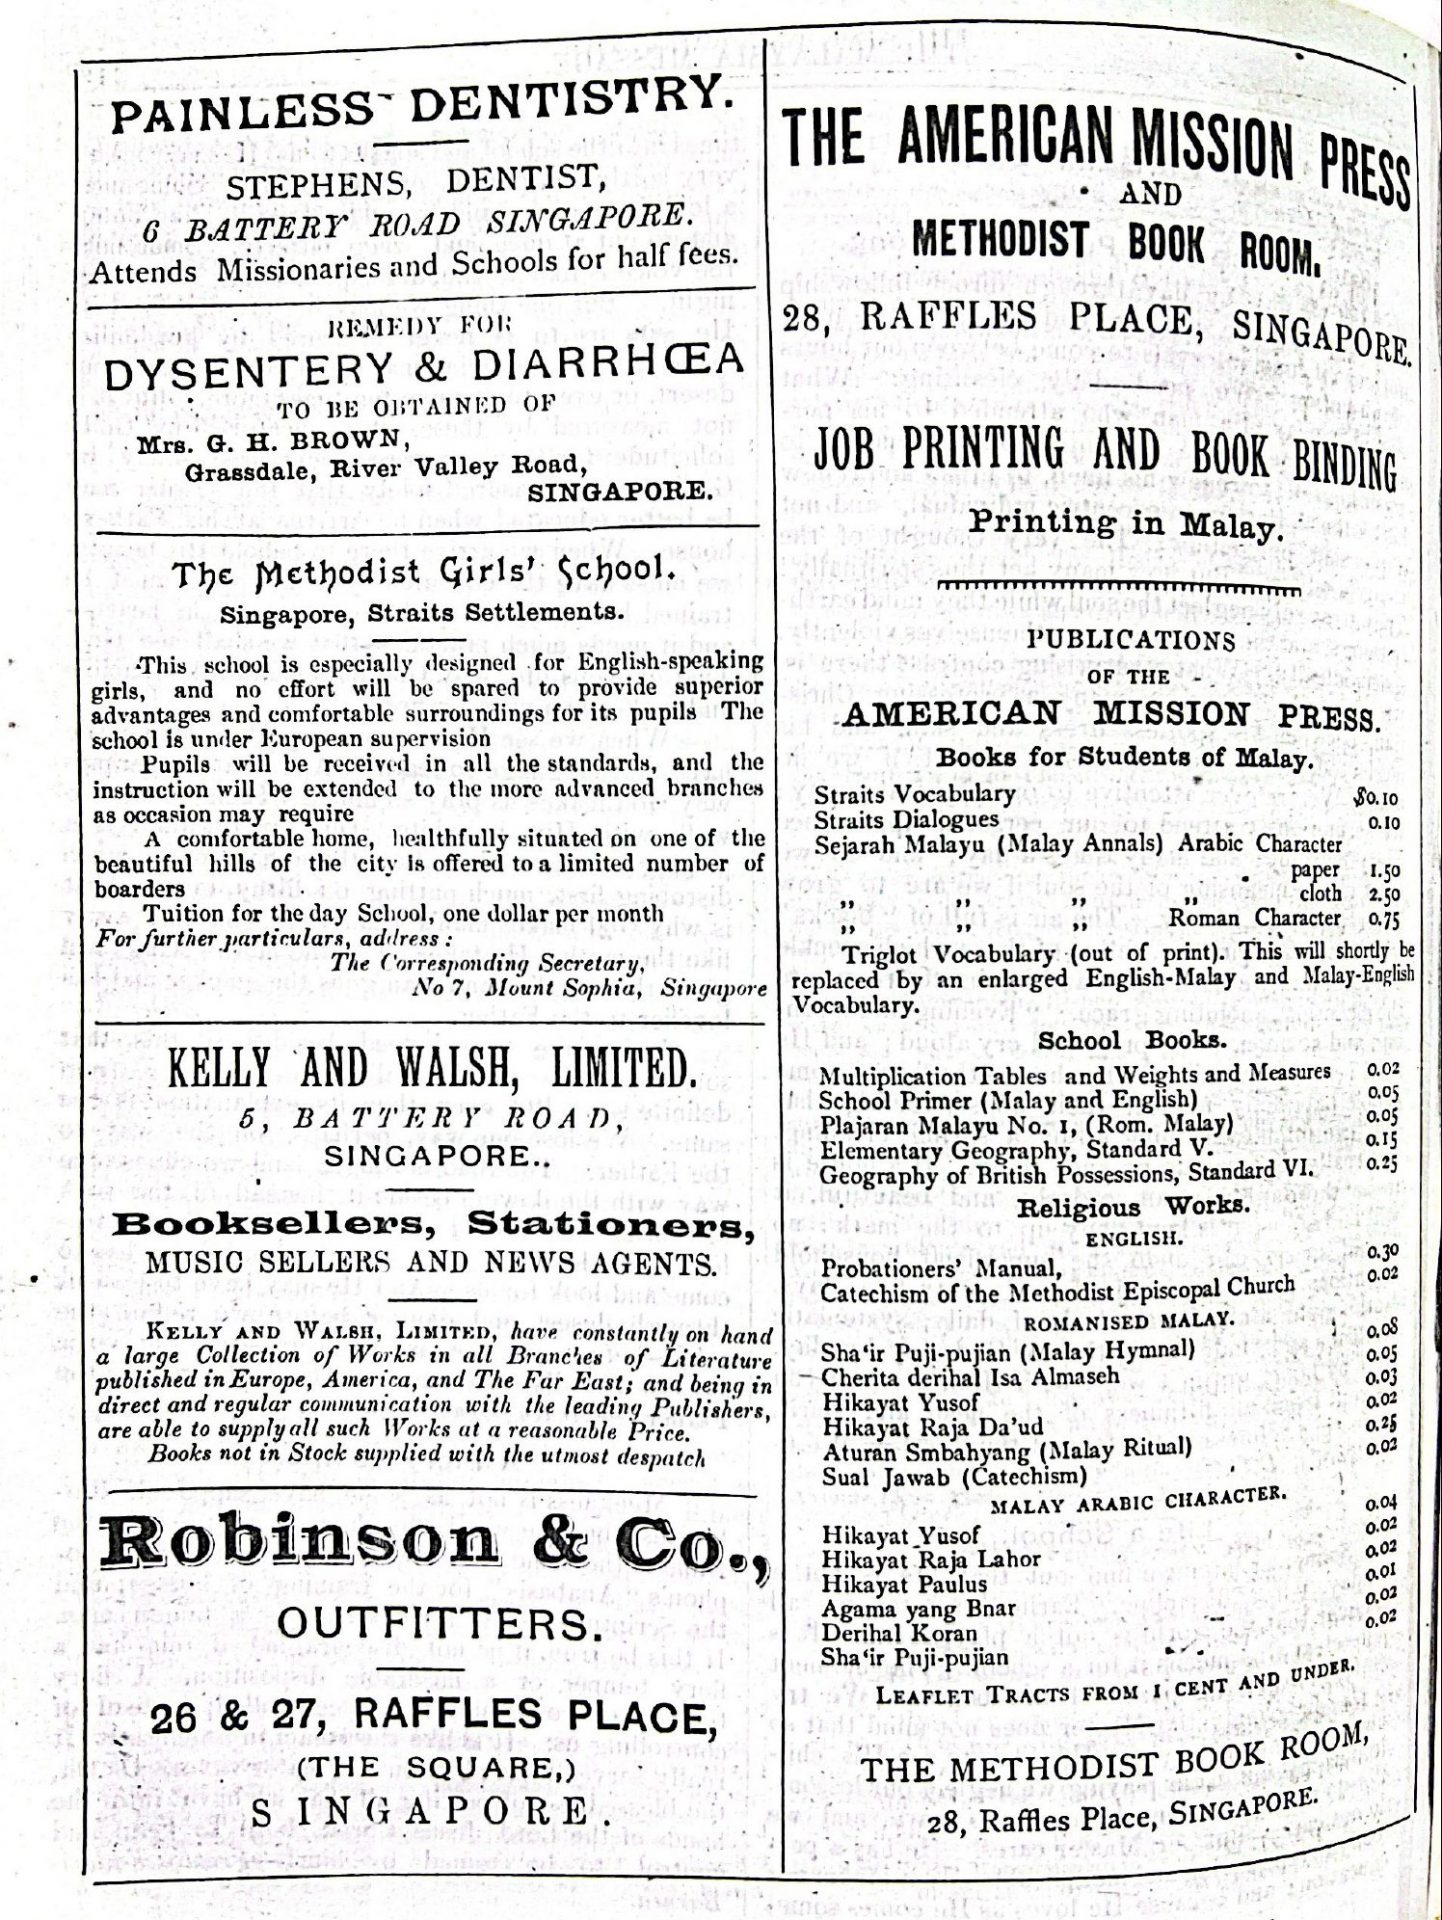 PAINLESS DENTISTRY.
STEPHENS, DENTIST,
6 BATTERY ROAD SINGAPORE.
Attends Missionaries and Schools for half fees.
REMEDY FOR
DYSENTERY & DIARRHŒA
TO BE OBTAINED OF
Mrs. G. H. BROWN,
Grassdale, River Valley Road,
SINGAPORE.
The Methodist Girls' School.
Singapore, Straits Settlements.
This school is especially designed for English-speaking
girls, and no effort will be spared to provide superior
advantages and comfortable surroundings for its pupils The
school is under European supervision
Pupils will be received in all the standards, and the
instruction will be extended to the more advanced branches
as occasion may require
A comfortable home, healthfully situated on one of the
beautiful hills of the city is offered to a limited number of
boarders
Tuition for the day School, one dollar per month
For further particulars, address :
The Corresponding Secretary,
No 7, Mount Sophia, Singapore
KELLY AND WALSH, LIMITED.
5, BATTERY ROAD,
SINGAPORE..
Booksellers, Stationers,
MUSIC SELLERS AND NEWS AGENTS.
KELLY AND WALSH, LIMITED, have constantly on hand
a large Collection of Works in all Branches of Literature
published in Europe, America, and The Far East; and being in
direct and regular communication with the leading Publishers,
are able to supply all such Works at a reasonable Price.
Books not in Stock supplied with the utmost despatch
Robinson & Co.,
OUTFITTERS.
26 & 27, RAFFLES PLACE,
(THE SQUARE,)
SINGAPORE.
THE AMERICAN MISSION PRESS
AND
METHODIST BOOK ROOM.
28, RAFFLES PLACE, SINGAPORE.
JOB PRINTING AND BOOK BINDING
Printing in Malay.
PUBLICATIONS
OF THE
AMERICAN MISSION PRESS.
Books for Students of Malay.
Straits Vocabulary $0.10
Straits Dialogues 0.10
Sejarah Malayu (Malay Annals) Arabic Character
paper 1.50
„ „ „ „ cloth 2.50
„ „ „ Roman Character 0.75
Triglot Vocabulary (out of print). This will shortly be
replaced by an enlarged English-Malay and Malay-English
Vocabulary.
School Books.
Multiplication Tables and Weights and Measures 0.02
School Primer (Malay and English) 0.05
Plajaran Malayu No. 1, (Rom. Malay) 0.05
Elementary Geography, Standard V. 0.15
Geography of British Possessions, Standard VI. 0.25
Religious Works.
ENGLISH.
Probationers' Manual, 0.30
Catechism of the Methodist Episcopal Church 0.02
ROMANISED MALAY.
Sha'ir Puji-pujian (Malay Hymnal) 0.08
Cherita derihal Isa Almaseh 0.05
Hikayat Yusof 0.03
Hikayat Raja Da'ud 0.02
Aturan Smbahyang (Malay Ritual) 0.25
Sual Jawab (Catechism) 0.02
MALAY ARABIC CHARACTER.
Hikayat Yusof 0.04
Hikayat Raja Lahor 0.02
Hikayat Paulus 0.02
Agama yang Bnar 0.01
Derihal Koran 0.02
Sha'ir Puji-pujian 0.02
LEAFLET TRACTS FROM 1 CENT AND UNDER.
THE METHODIST BOOK ROOM,
28, Raffles Place, SINGAPORE.